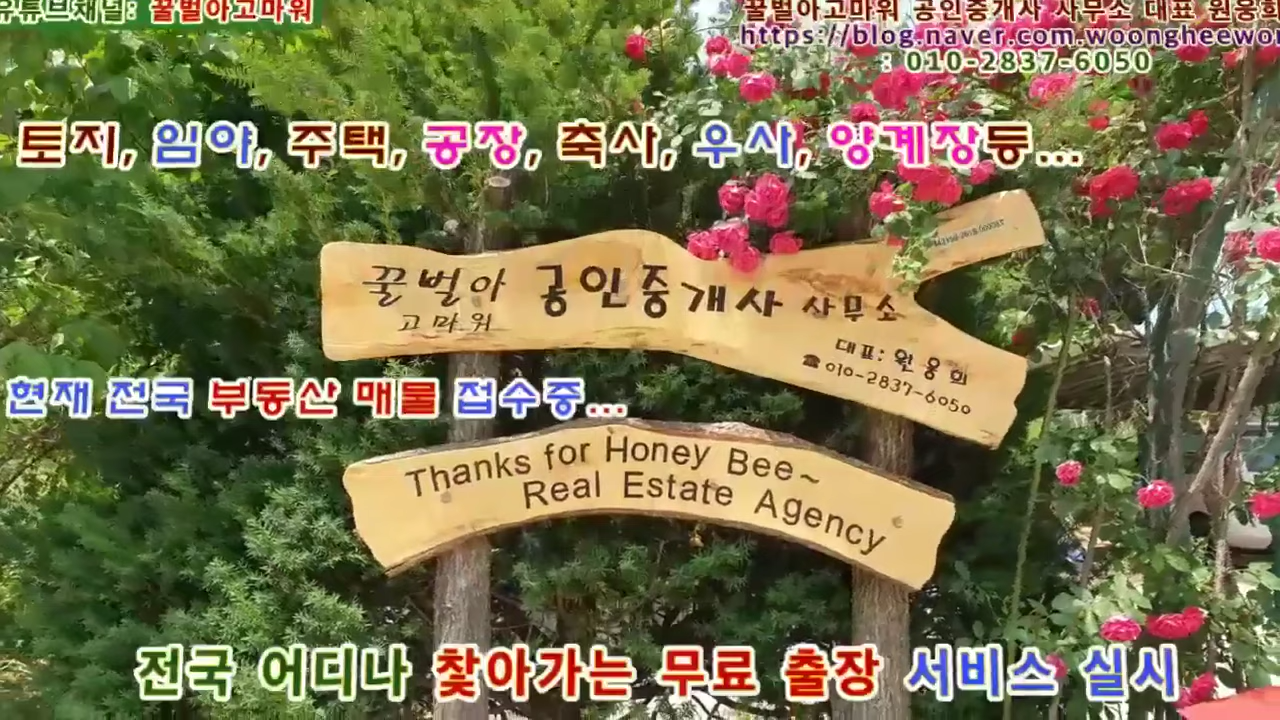 유튜브채널: 꿀벌아고마워
꿀벌아고마워 공인중개사 사무소 대표 원웅희
https://blog.naver.com.woongheewon
: 010-2837-6050
토지, 임야, 주택, 공장, 축사, 우사, 양계장등...
꿀벌아 공인중개사 사무소
고마워
대표: 원웅희
☎010-2837-6050
현재 전국 부동산 매물 접수중...
Thanks for Honey Bee~
Real Estate Agency
전국 어디나 찾아가는 무료 출장 서비스 실시